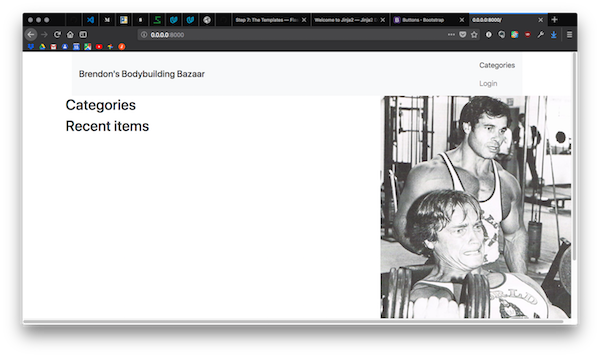 Step 7: The Templates — Fla
Welcome to Jinja2 — Jinja2 D
Buttons · Bootstrap
0.0.0.0:8000/
0.0.0.0:8000
Brendon's Bodybuilding Bazaar
Categories
Login
Categories
Recent items